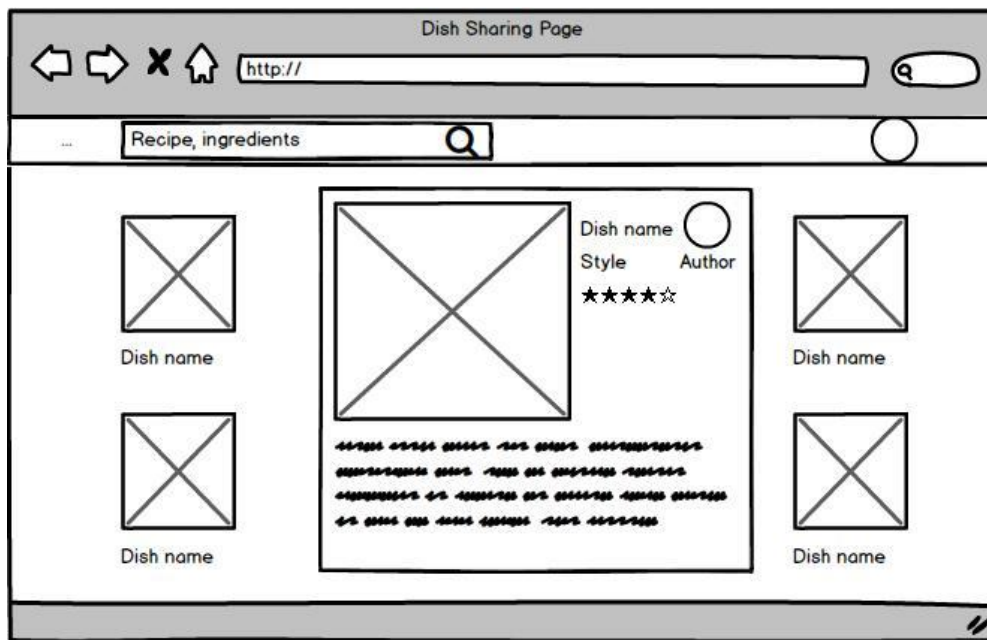 Dish Sharing Page
http://
...
Recipe, ingredients
Dish name
Dish name
Dish name
Style
Author
Dish name
Dish name